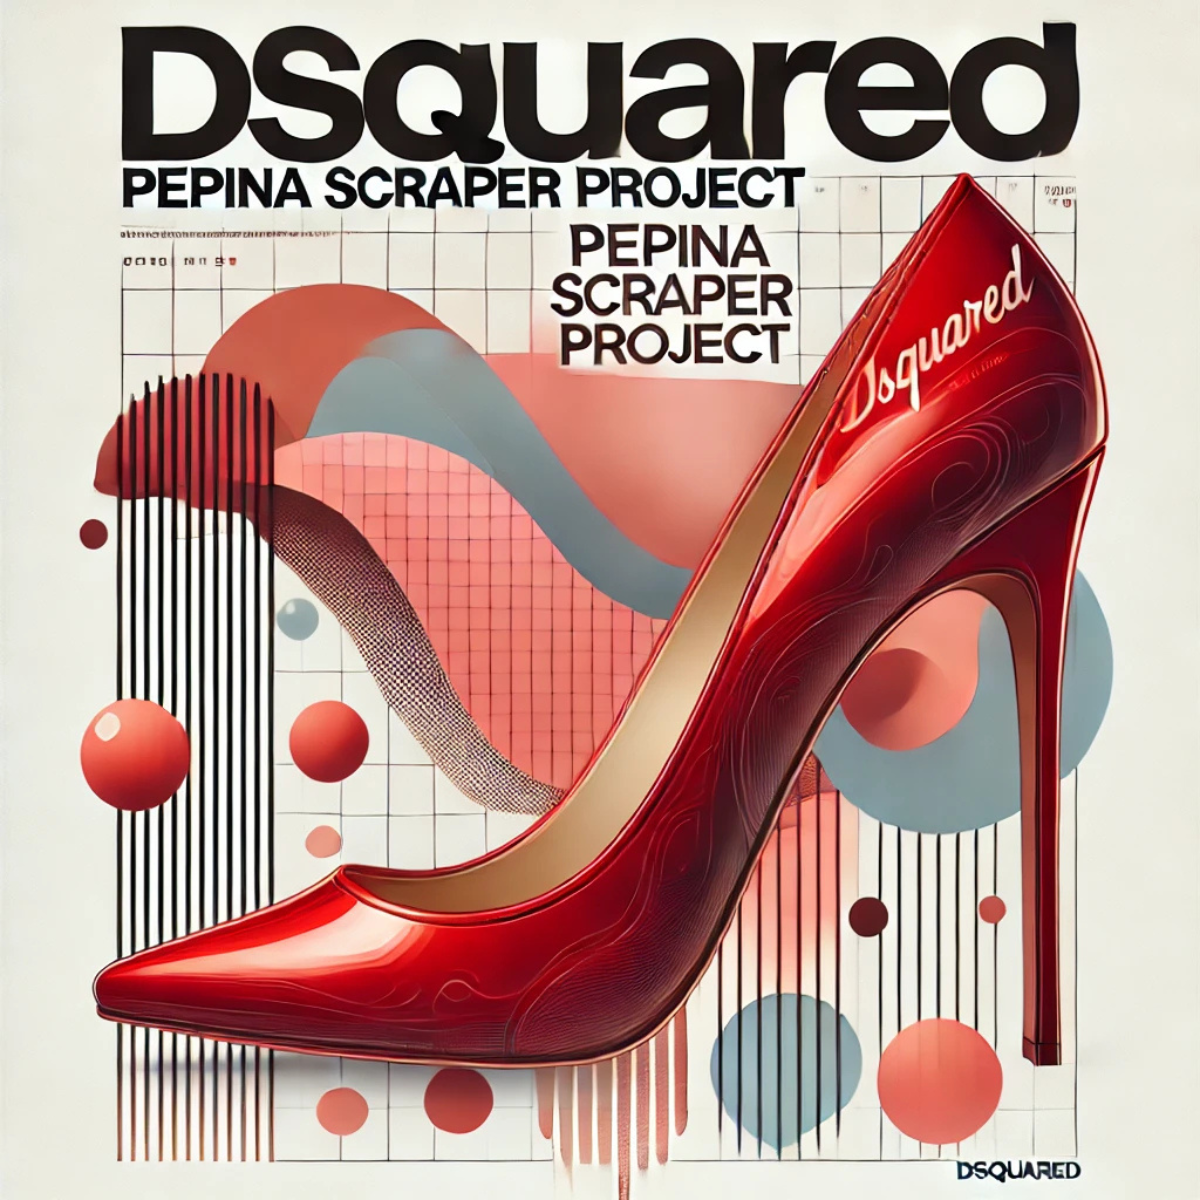 Dsquared
PEPINA SCRAPER PROJECT
PEPINA
SCRAPER
PROJECT
Dsquared
DSQUARED